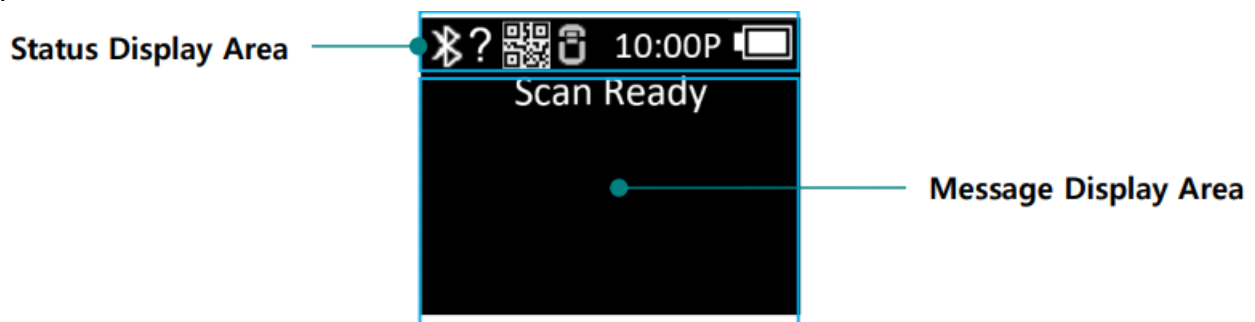 Status Display Area
? 10:00P
Scan Ready
Message Display Area